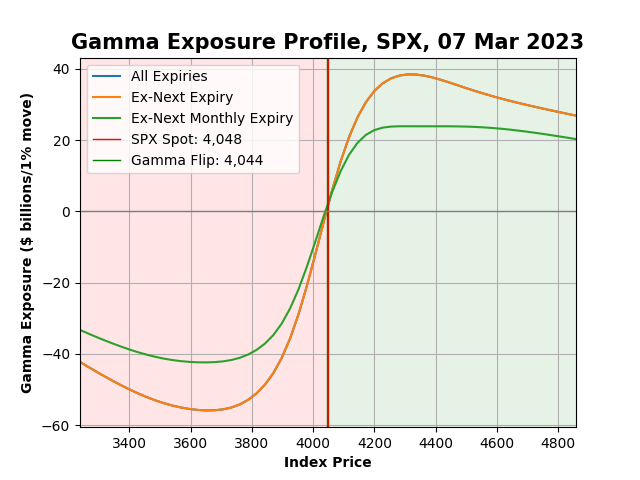 Gamma Exposure Profile, SPX, 07 Mar 2023
All Expiries
Ex-Next Expiry
Ex-Next Monthly Expiry
SPX Spot: 4,048
Gamma Flip: 4,044
Gamma Exposure ($ billions/1% move)
40
20
0
−20
−40
−60
3400 3600 3800 4000 4200 4400 4600 4800
Index Price